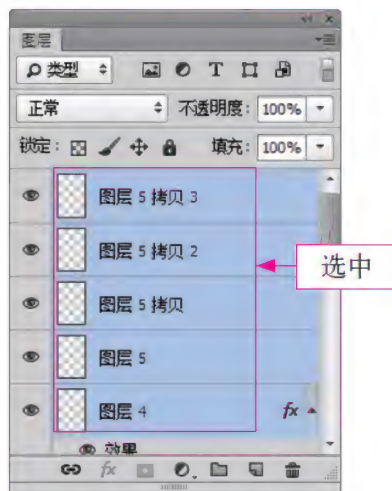 图层
类型 T
正常 不透明度: 100%
锁定: 填充: 100%
图层 5 拷贝 3
图层 5 拷贝 2
选中
图层 5 拷贝
图层 5
图层 4 fx
效果
fx